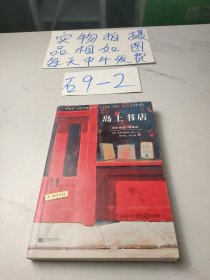 实物拍摄
品相如图
每天中午发货
石9-2
THE STORIED LIFE OF A.J.FIKRY
岛上书店
A NOVEL
Gabrielle Zevin